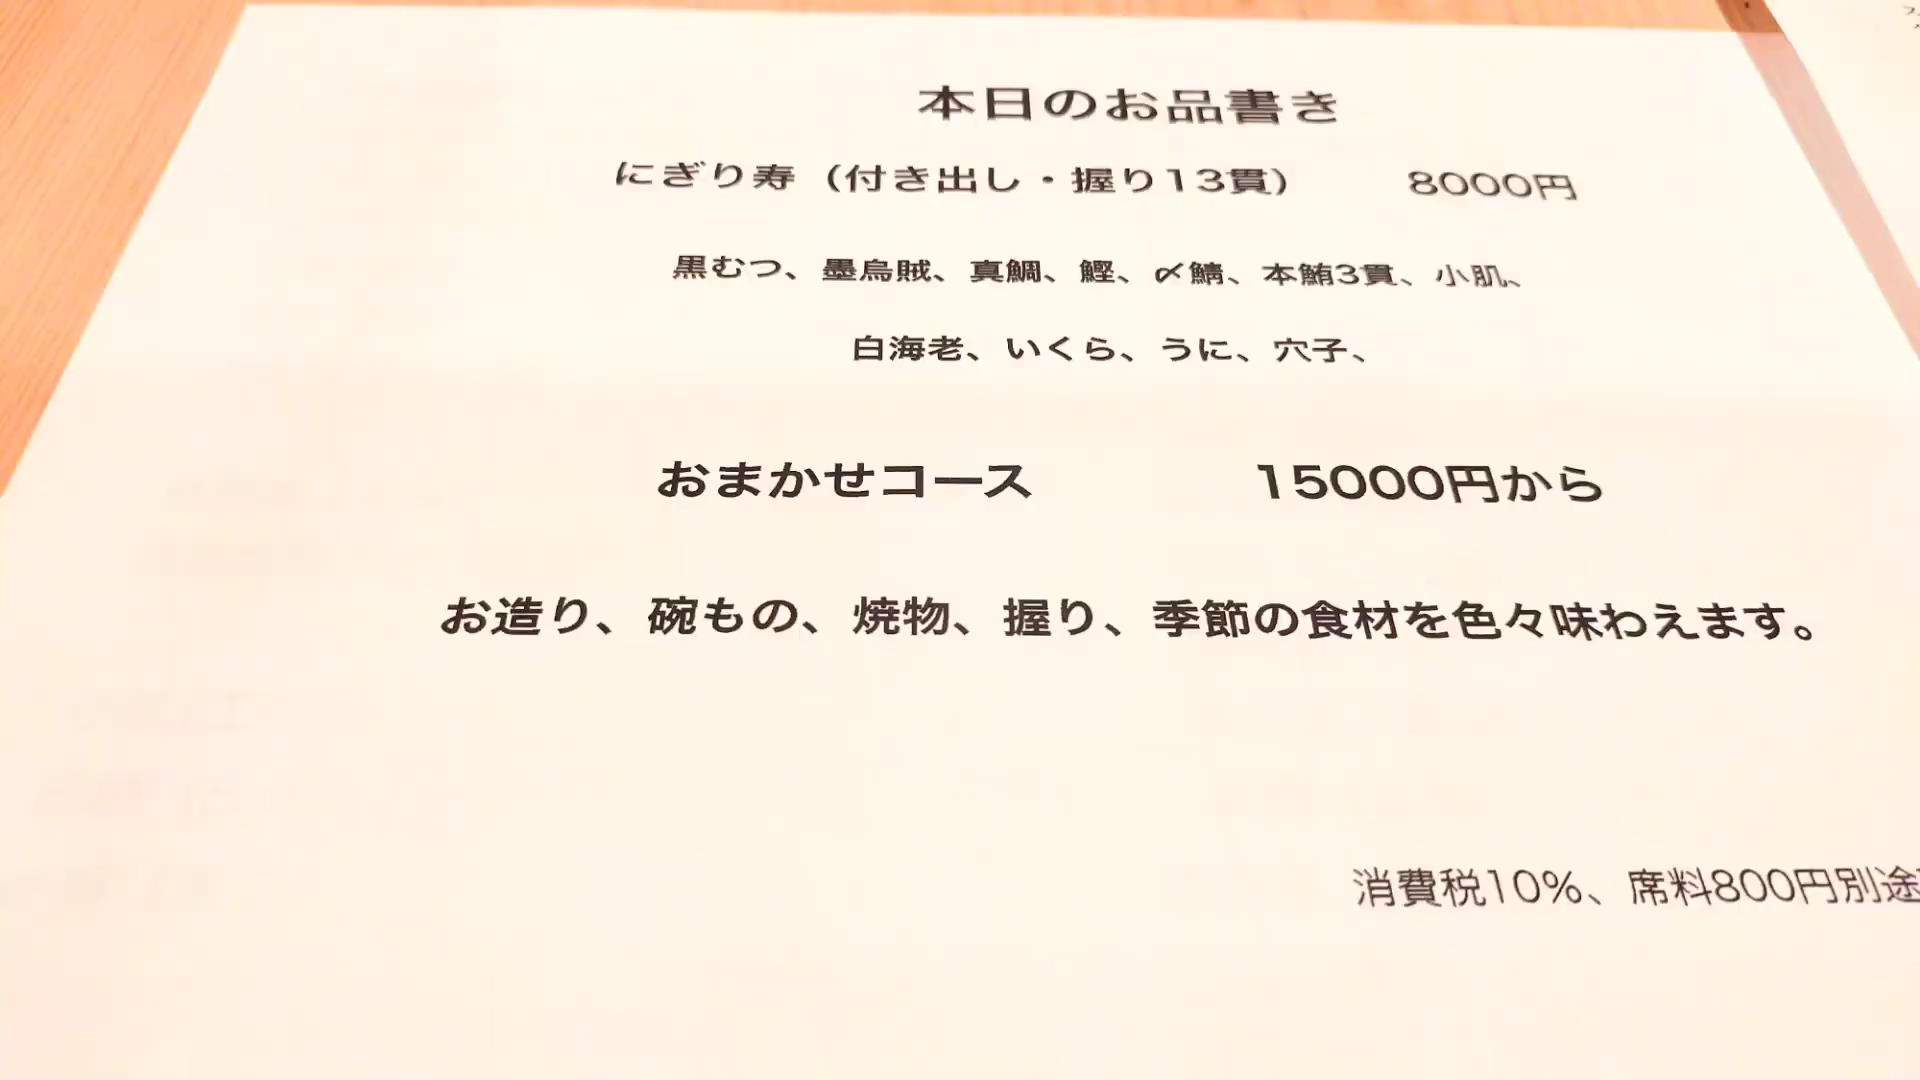 本日のお品書き
にぎり寿（付き出し・握り13貫） 8000円
黒むつ、墨烏賊、真鯛、鰹、〆鯖、本鮪3貫、小肌、
白海老、いくら、うに、穴子、
おまかせコース 15000円から
お造り、碗もの、焼物、握り、季節の食材を色々味わえます。
消費税10%、席料800円別途